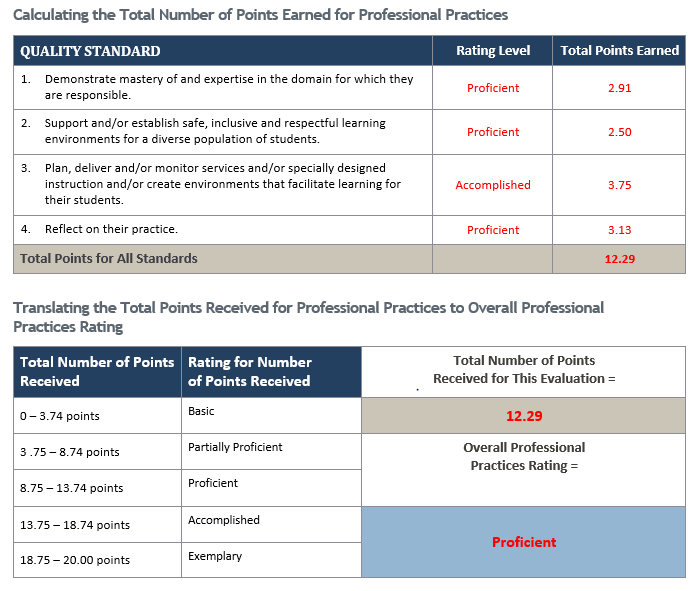 Calculating the Total Number of Points Earned for Professional Practices
QUALITY STANDARD Rating Level Total Points Earned
1. Demonstrate mastery of and expertise in the domain for which they
are responsible.
Proficient 2.91
2. Support and/or establish safe, inclusive and respectful learning
environments for a diverse population of students.
Proficient 2.50
3. Plan, deliver and/or monitor services and/or specially designed
instruction and/or create environments that facilitate learning for
their students.
Accomplished 3.75
4. Reflect on their practice. Proficient 3.13
Total Points for All Standards 12.29
Translating the Total Points Received for Professional Practices to Overall Professional
Practices Rating
Total Number of Points
Received
Rating for Number
of Points Received
Total Number of Points
Received for This Evaluation =
0 – 3.74 points Basic 12.29
3 .75 – 8.74 points Partially Proficient
Overall Professional
Practices Rating =
8.75 – 13.74 points Proficient
13.75 – 18.74 points Accomplished
Proficient
18.75 – 20.00 points Exemplary